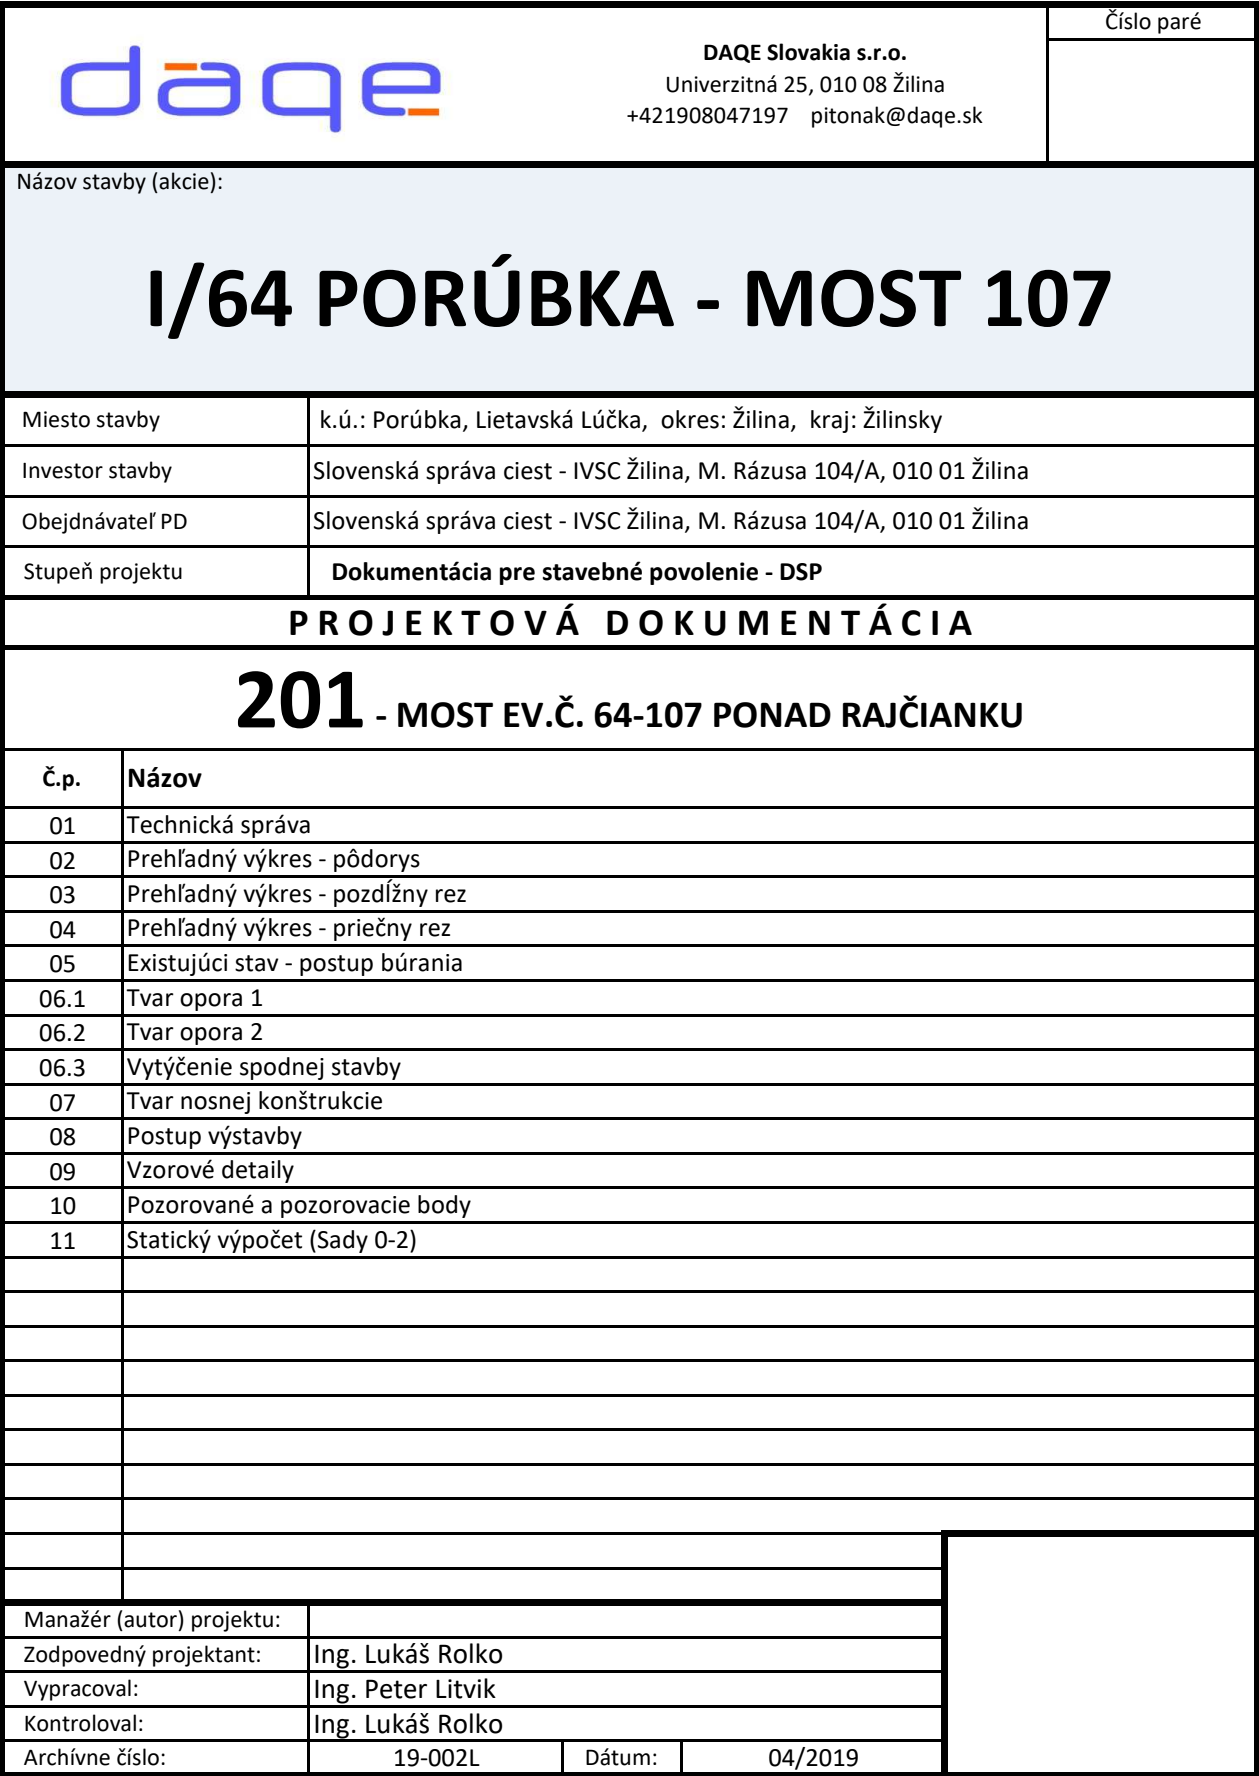 daqe
DAQE Slovakia s.r.o.
Univerzitná 25, 010 08 Žilina
+421908047197 pitonak@daqe.sk
Číslo paré
Názov stavby (akcie):
I/64 PORÚBKA - MOST 107
Miesto stavby k.ú.: Porúbka, Lietavská Lúčka, okres: Žilina, kraj: Žilinsky
Investor stavby Slovenská správa ciest - IVSC Žilina, M. Rázusa 104/A, 010 01 Žilina
Obejdnávateľ PD Slovenská správa ciest - IVSC Žilina, M. Rázusa 104/A, 010 01 Žilina
Stupeň projektu Dokumentácia pre stavebné povolenie - DSP
PROJEKTOVÁ DOKUMENTÁCIA
201 - MOST EV.Č. 64-107 PONAD RAJČIANKU
Č.p. Názov
01 Technická správa
02 Prehľadný výkres - pôdorys
03 Prehľadný výkres - pozdĺžny rez
04 Prehľadný výkres - priečny rez
05 Existujúci stav - postup búrania
06.1 Tvar opora 1
06.2 Tvar opora 2
06.3 Vytýčenie spodnej stavby
07 Tvar nosnej konštrukcie
08 Postup výstavby
09 Vzorové detaily
10 Pozorované a pozorovacie body
11 Statický výpočet (Sady 0-2)
Manažér (autor) projektu:
Zodpovedný projektant: Ing. Lukáš Rolko
Vypracoval: Ing. Peter Litvik
Kontroloval: Ing. Lukáš Rolko
Archívne číslo: 19-002L Dátum: 04/2019